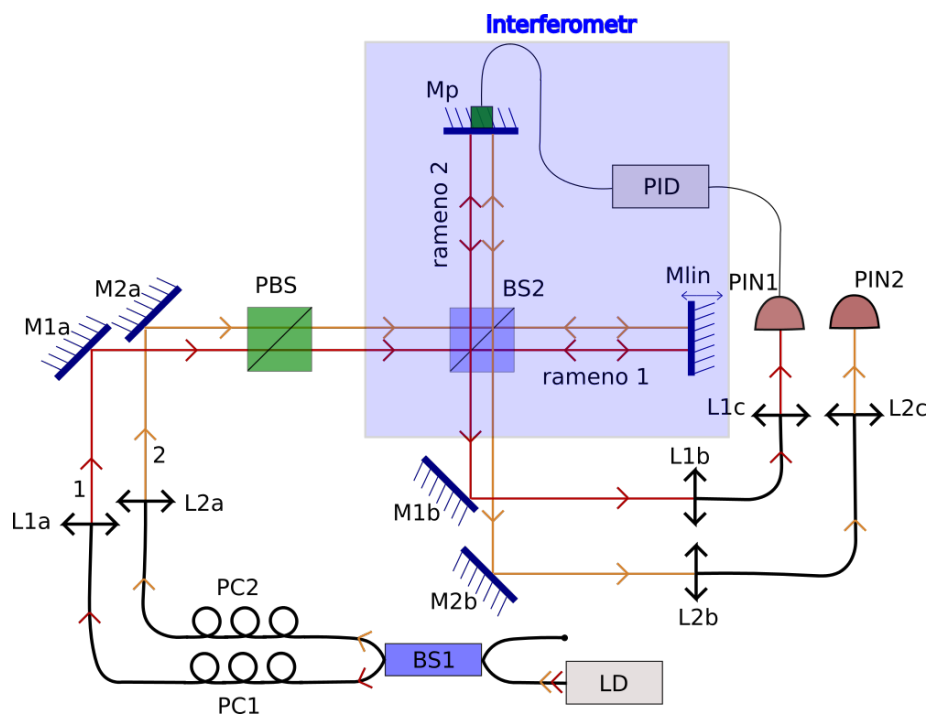 interferometr
Mp
rameno 2
PID
M2a
PBS
BS2
Mlin
PIN1
PIN2
M1a
rameno 1
L1c
L2c
2
1
L1b
L2a
L1a
M1b
M2b
L2b
PC2
BS1
LD
PC1